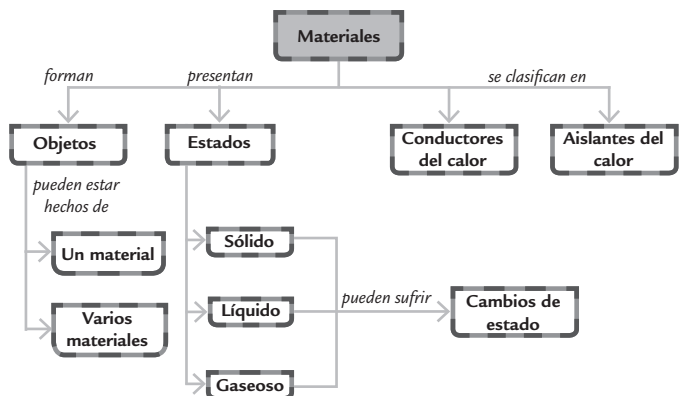 Materiales
forman
presentan
se clasifican en
Objetos
Estados
Conductores
del calor
Aislantes del
calor
pueden estar
hechos de
Un material
Varios
materiales
Sólido
Líquido
Gaseoso
pueden sufrir
Cambios de
estado